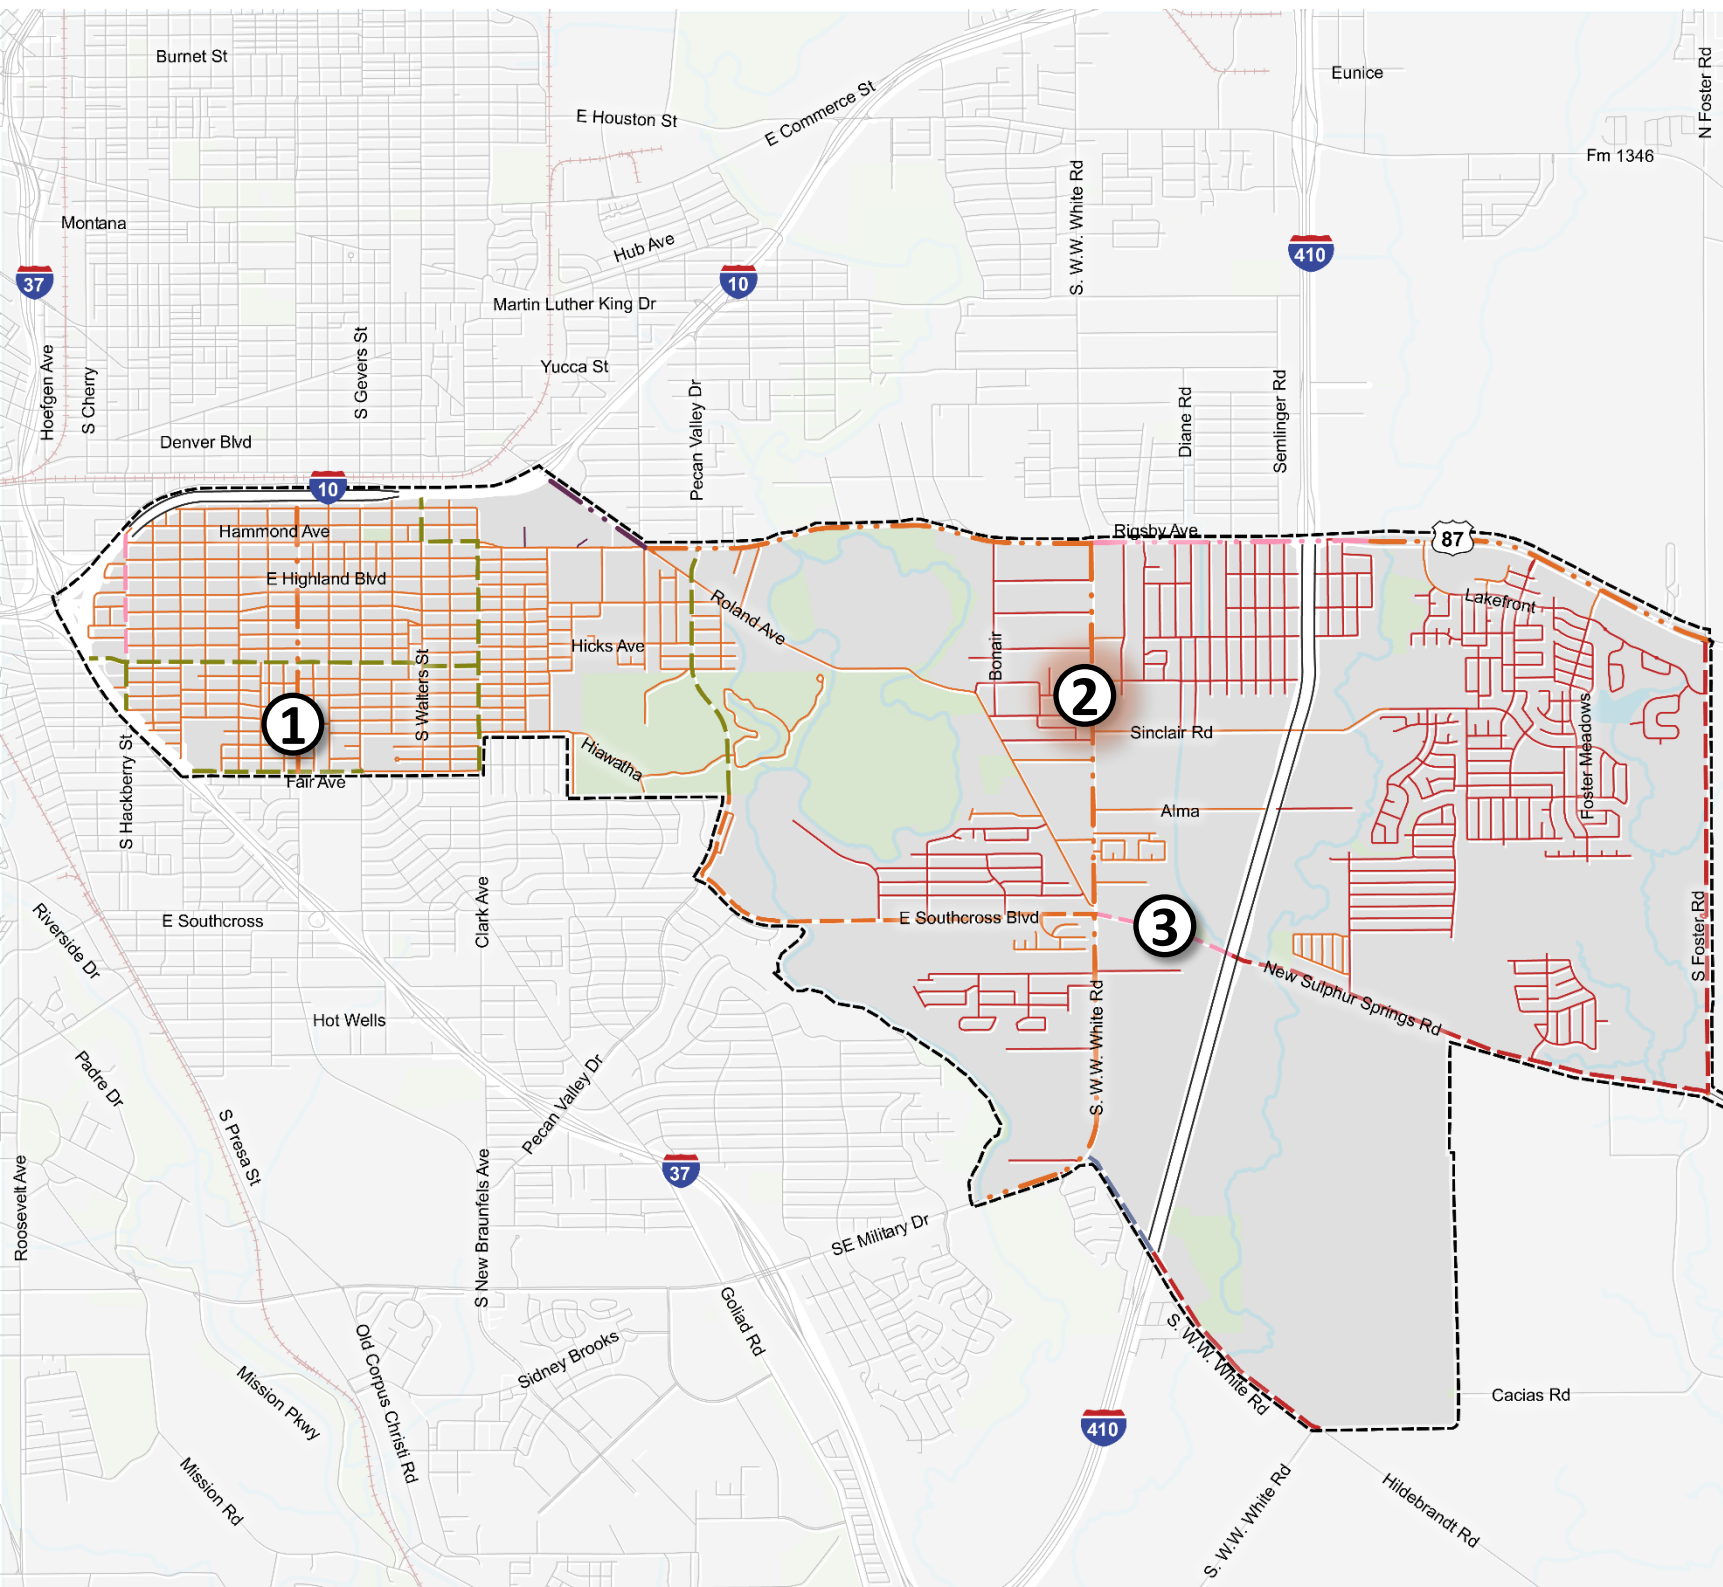 Burnet St
Eunice
N Foster Rd
E Houston St
E Commerce St
Fm 1346
S. W.W. White Rd
Montana
Hub Ave
410
37
10
Martin Luther King Dr
Hoefgen Ave
S Cherry
S Gevers St
Yucca St
Pecan Valley Dr
Diane Rd
Semlinger Rd
Denver Blvd
10
Hammond Ave
Rigsby Ave
87
E Highland Blvd
Roland Ave
Lakefront
Hicks Ave
Bonair
S Walters St
1
2
Sinclair Rd
Foster Meadows
Hiawatha
Fair Ave
S Hackberry St
Alma
Clark Ave
E Southcross
E Southcross Blvd
3
S Foster Rd
Riverside Dr
New Sulphur Springs Rd
Hot Wells
S. W.W. White Rd
Padre Dr
Pecan Valley Dr
S Presa St
37
Roosevelt Ave
S New Braunfels Ave
SE Military Dr
Goliad Rd
Old Corpus Christi Rd
Sidney Brooks
S. W.W. White Rd
Mission Pkwy
Cacias Rd
410
Mission Rd
S. W.W. White Rd
Hildebrandt Rd